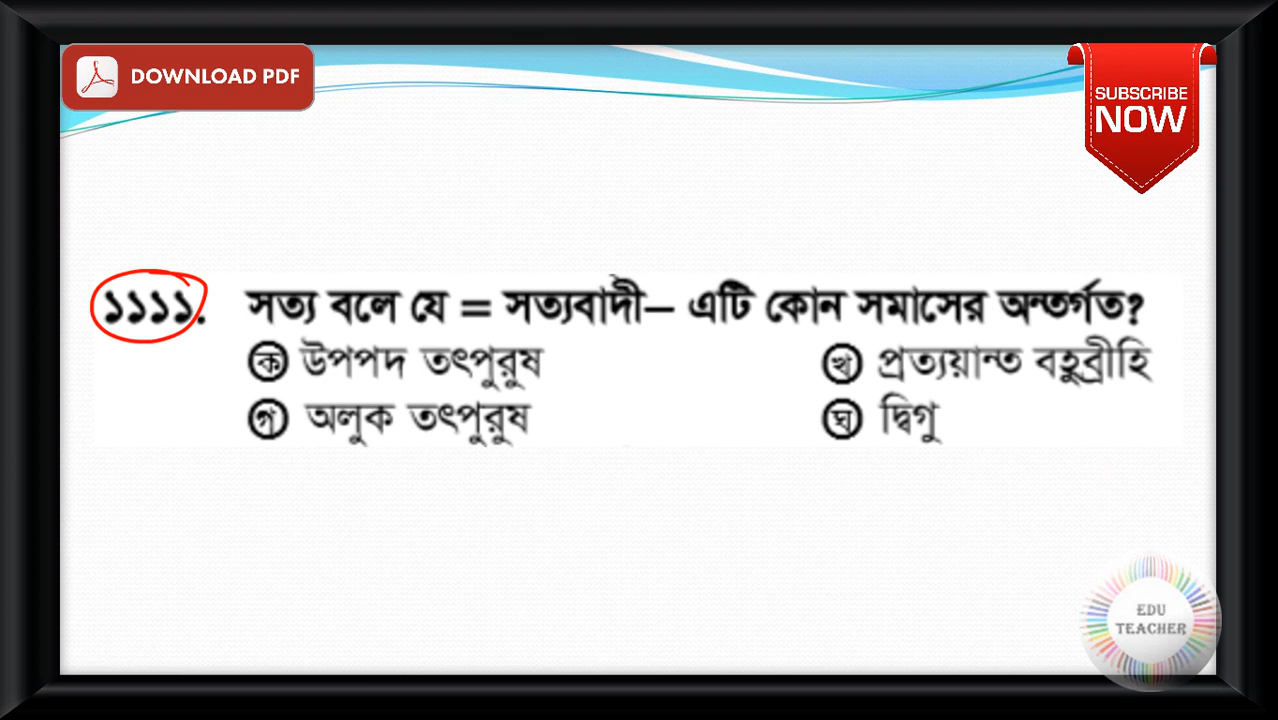 DOWNLOAD PDF
SUBSCRIBE
NOW
১১১১. সত্য বলে যে = সত্যবাদী– এটি কোন সমাসের অন্তর্গত?
ক উপপদ তৎপুরুষ খ প্রত্যয়ান্ত বহুব্রীহি
গ অলুক তৎপুরুষ ঘ দ্বিগু
EDU
TEACHER